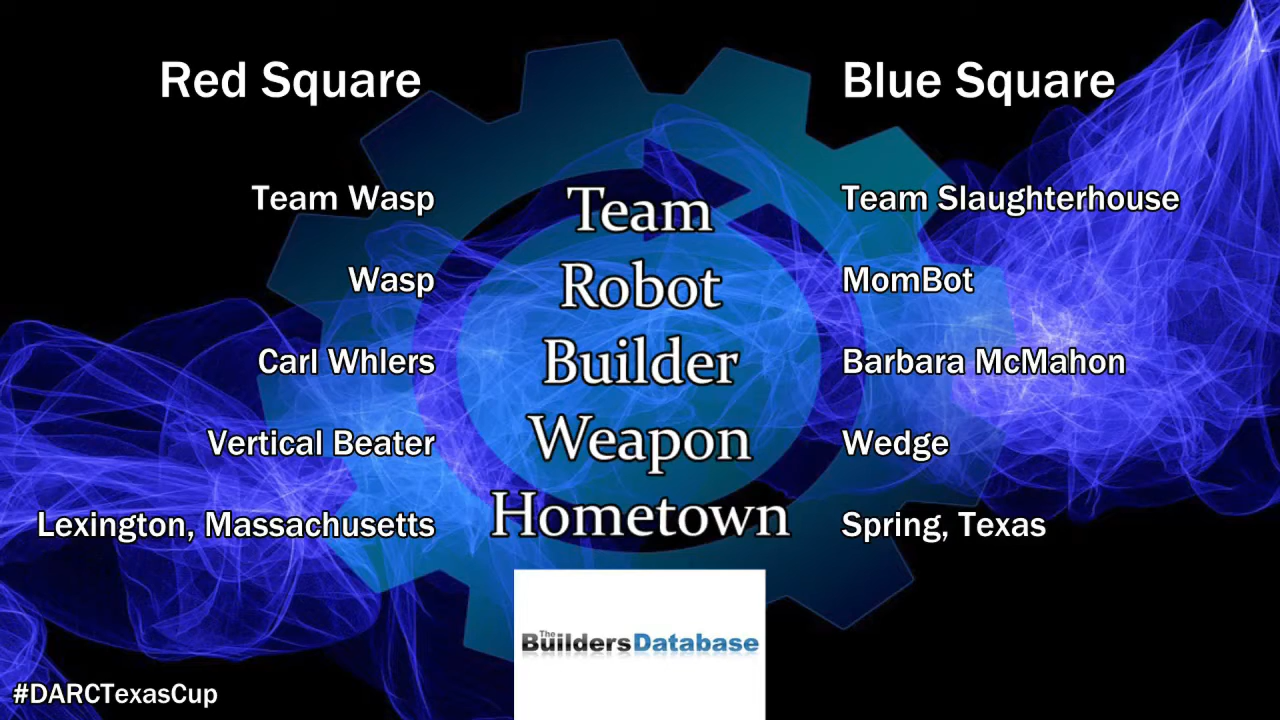 Red Square
Blue Square
Team Wasp
Team
Team Slaughterhouse
Wasp
Robot
MomBot
Carl Whlers
Builder
Barbara McMahon
Vertical Beater
Weapon
Wedge
Lexington, Massachusetts
Hometown
Spring, Texas
The BuildersDatabase
#DARCTexasCup